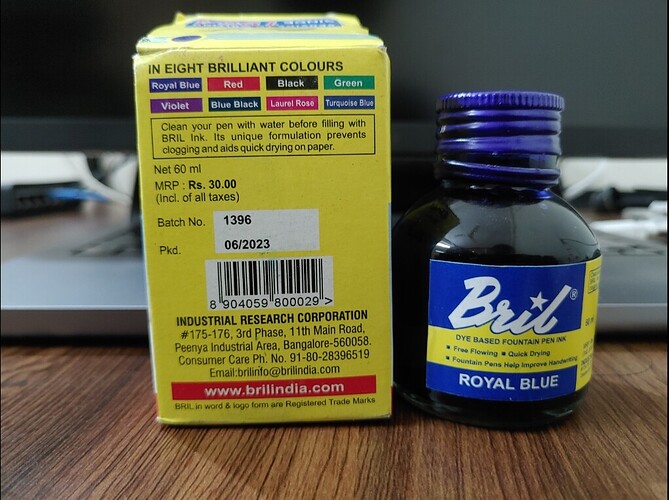 IN EIGHT BRILLIANT COLOURS
Royal Blue Red Black Green
Violet Blue Black Laurel Rose Turquoise Blue
Clean your pen with water before filling with
BRIL Ink. Its unique formulation prevents
clogging and aids quick drying on paper.
Net 60 ml
MRP : Rs. 30.00
(Incl. of all taxes)
Batch No. 1396
Pkd. 06/2023
8 904059 800029 >
INDUSTRIAL RESEARCH CORPORATION
#175-176, 3rd Phase, 11th Main Road,
Peenya Industrial Area, Bangalore-560058.
Consumer Care Ph. No. 91-80-28396519
Email:brilinfo@brilindia.com
www.brilindia.com
BRIL in word & logo form are Registered Trade Marks
Bril®
DYE BASED FOUNTAIN PEN INK
▪ Free Flowing ▪ Quick Drying
▪ Fountain Pens Help Improve Handwriting
ROYAL BLUE